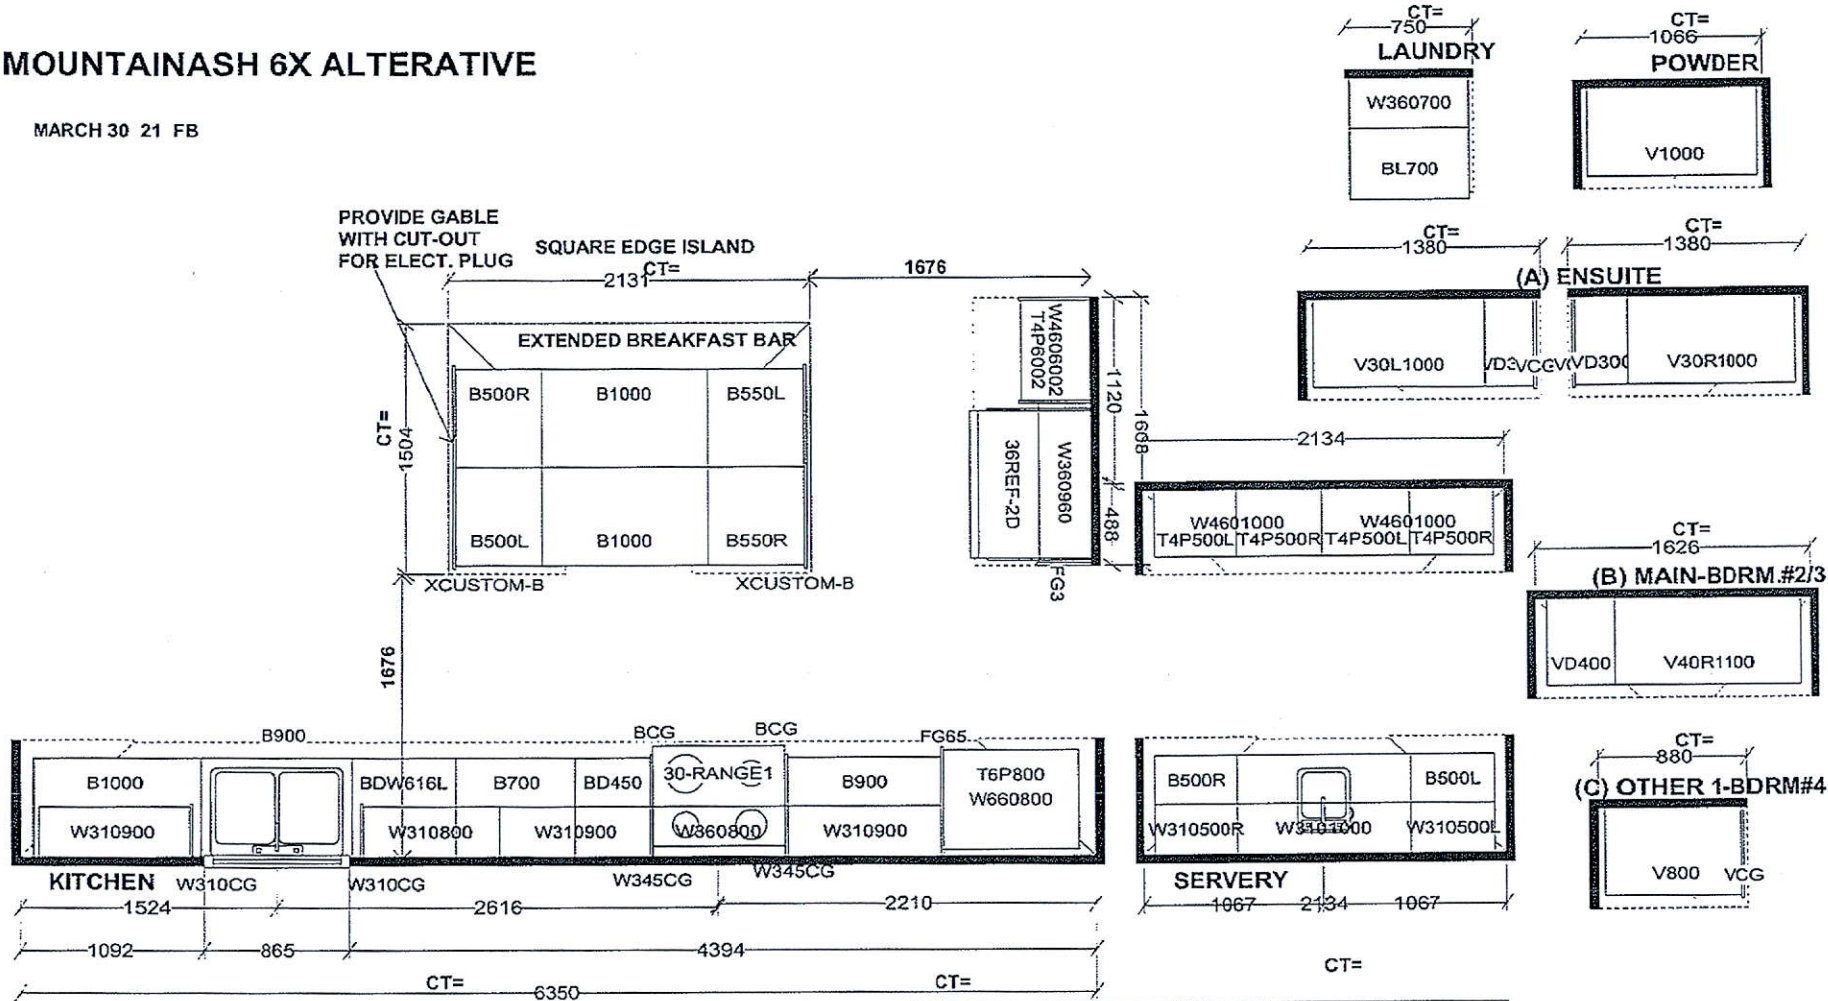 MOUNTAINASH 6X ALTERATIVE
MARCH 30 21 FB
CT=
750
LAUNDRY
W360700
BL700
CT=
1066
POWDER
V1000
PROVIDE GABLE
WITH CUT-OUT
FOR ELECT. PLUG
SQUARE EDGE ISLAND
CT=
2131
1676
EXTENDED BREAKFAST BAR
CT=
1504
B500R
B1000
B550L
B500L
B1000
B550R
XCUSTOM-B
XCUSTOM-B
1676
W4606002
T4P6002
36REF-2D
W360960
FG3
1120
488
1608
CT=
1380
CT=
1380
(A) ENSUITE
V30L1000
VCG
VD300
V30R1000
2134
W4601000
T4P500L
T4P500R
W4601000
T4P500L
T4P500R
CT=
1626
(B) MAIN-BDRM.#2/3
VD400
V40R1100
B900
BCG
BCG
FG65
B1000
BDW616L
B700
BD450
30-RANGE1
B900
T6P800
W660800
W310900
W310800
W310900
W360800
W310900
KITCHEN
W310CG
W310CG
W345CG
W345CG
1524
2616
2210
1092
865
4394
CT=
6350
CT=
B500R
B500L
W310500R
W3101000
W310500L
SERVERY
1067
2134
1067
CT=
CT=
880
(C) OTHER 1-BDRM#4
V800
VCG